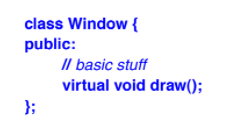 class Window {
public:
// basic stuff
virtual void draw();
};